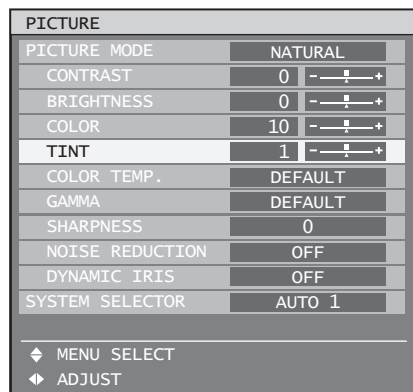 PICTURE
PICTURE MODE NATURAL
CONTRAST 0 - +
BRIGHTNESS 0 - +
COLOR 10 - +
TINT 1 - +
COLOR TEMP. DEFAULT
GAMMA DEFAULT
SHARPNESS 0
NOISE REDUCTION OFF
DYNAMIC IRIS OFF
SYSTEM SELECTOR AUTO 1
MENU SELECT
ADJUST